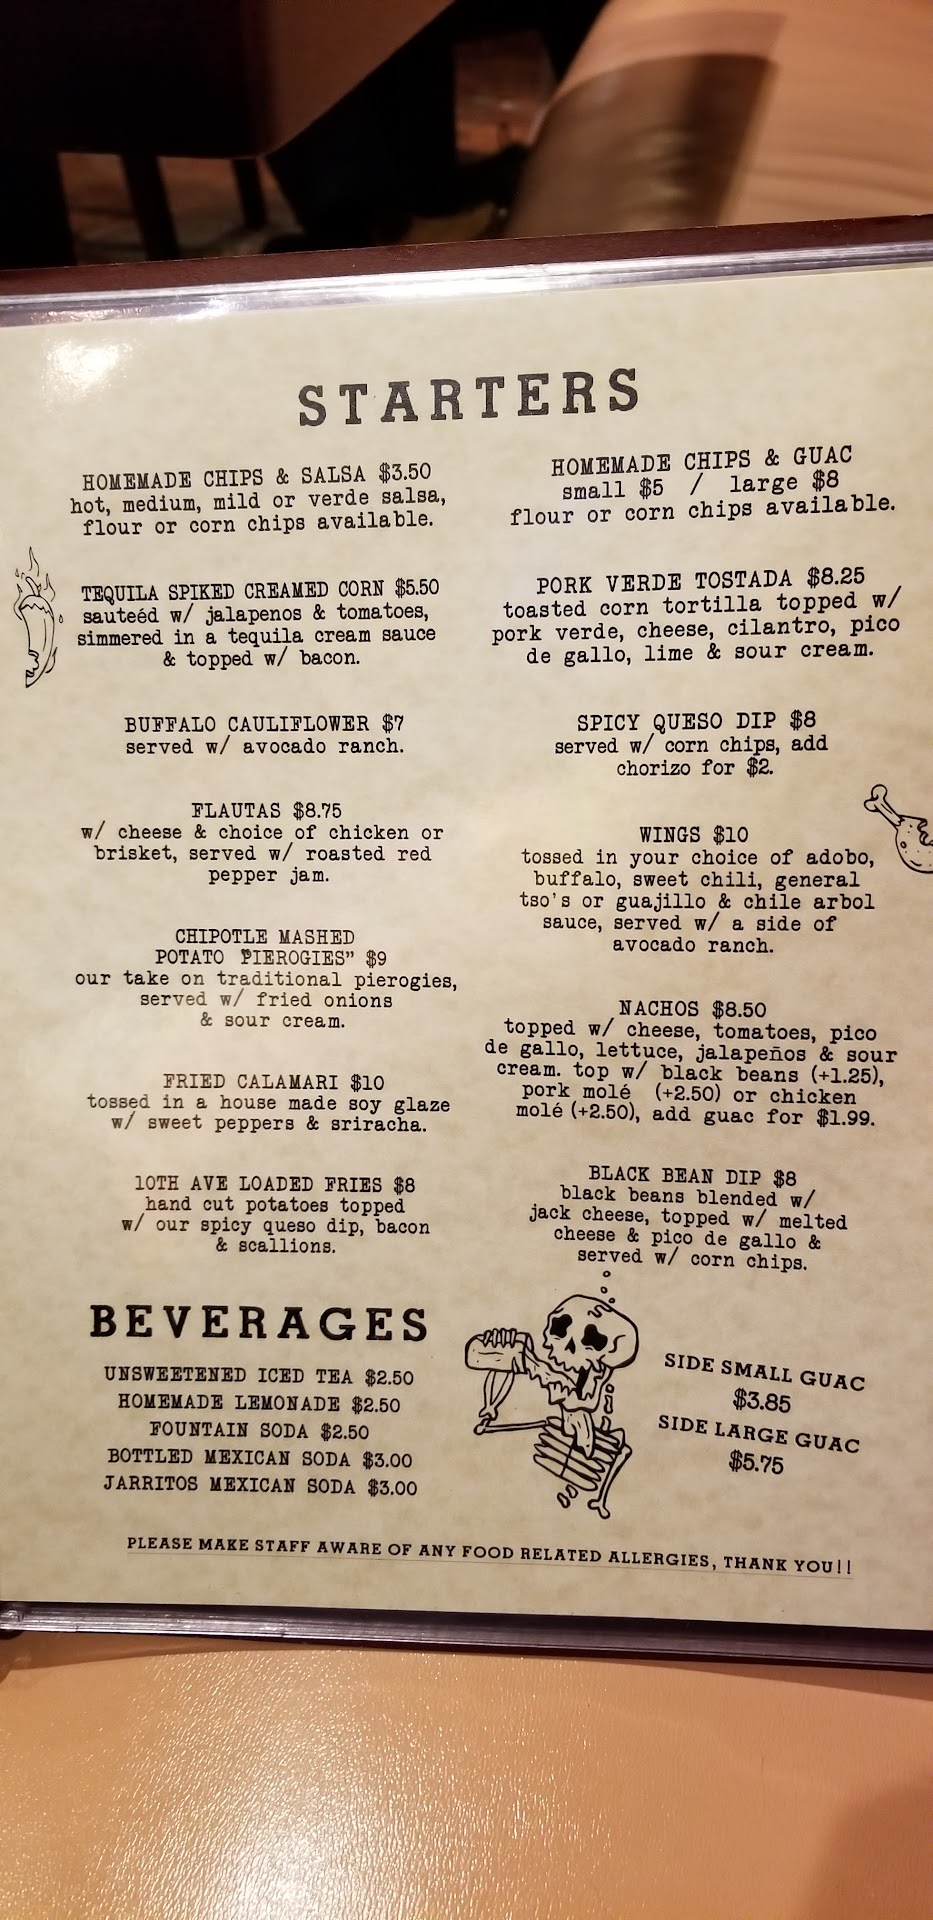 STARTERS
HOMEMADE CHIPS & SALSA $3.50
hot, medium, mild or verde salsa,
flour or corn chips available.
TEQUILA SPIKED CREAMED CORN $5.50
sauteéd w/ jalapenos & tomatoes,
simmered in a tequila cream sauce
& topped w/ bacon.
BUFFALO CAULIFLOWER $7
served w/ avocado ranch.
FLAUTAS $8.75
w/ cheese & choice of chicken or
brisket, served w/ roasted red
pepper jam.
CHIPOTLE MASHED
POTATO "PIEROGIES" $9
our take on traditional pierogies,
served w/ fried onions
& sour cream.
FRIED CALAMARI $10
tossed in a house made soy glaze
w/ sweet peppers & sriracha.
10TH AVE LOADED FRIES $8
hand cut potatoes topped
w/ our spicy queso dip, bacon
& scallions.
HOMEMADE CHIPS & GUAC
small $5 / large $8
flour or corn chips available.
PORK VERDE TOSTADA $8.25
toasted corn tortilla topped w/
pork verde, cheese, cilantro, pico
de gallo, lime & sour cream.
SPICY QUESO DIP $8
served w/ corn chips, add
chorizo for $2.
WINGS $10
tossed in your choice of adobo,
buffalo, sweet chili, general
tso's or guajillo & chile arbol
sauce, served w/ a side of
avocado ranch.
NACHOS $8.50
topped w/ cheese, tomatoes, pico
de gallo, lettuce, jalapeños & sour
cream. top w/ black beans (+1.25),
pork molé (+2.50) or chicken
molé (+2.50), add guac for $1.99.
BLACK BEAN DIP $8
black beans blended w/
jack cheese, topped w/ melted
cheese & pico de gallo &
served w/ corn chips.
BEVERAGES
UNSWEETENED ICED TEA $2.50
HOMEMADE LEMONADE $2.50
FOUNTAIN SODA $2.50
BOTTLED MEXICAN SODA $3.00
JARRITOS MEXICAN SODA $3.00
SIDE SMALL GUAC
$3.85
SIDE LARGE GUAC
$5.75
PLEASE MAKE STAFF AWARE OF ANY FOOD RELATED ALLERGIES, THANK YOU!!